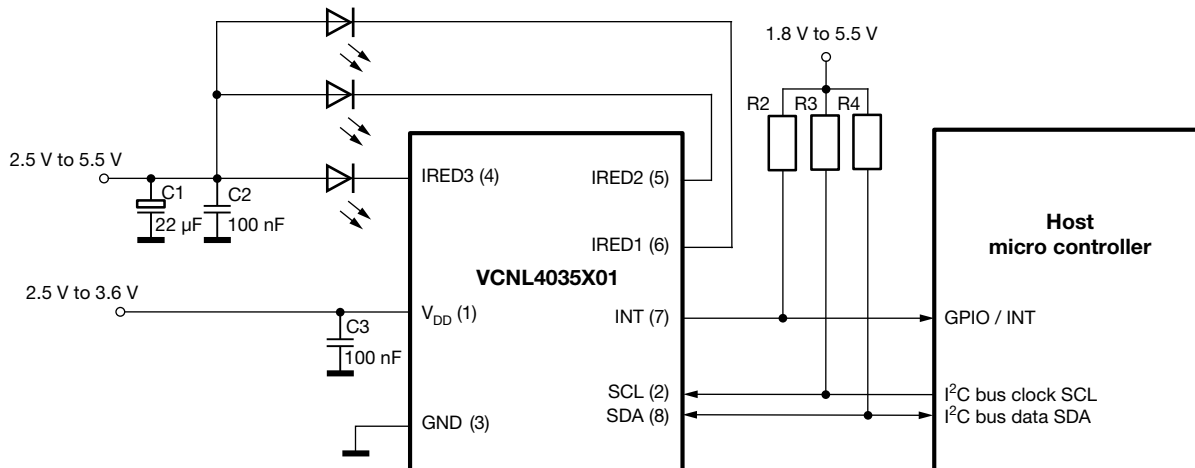 1.8 V to 5.5 V
R2 R3 R4
2.5 V to 5.5 V
C1
22 µF
C2
100 nF
IRED3 (4)
IRED2 (5)
IRED1 (6)
VCNL4035X01
Host
micro controller
2.5 V to 3.6 V
C3
100 nF
V_DD (1)
INT (7)
GPIO / INT
SCL (2)
I²C bus clock SCL
GND (3)
SDA (8)
I²C bus data SDA